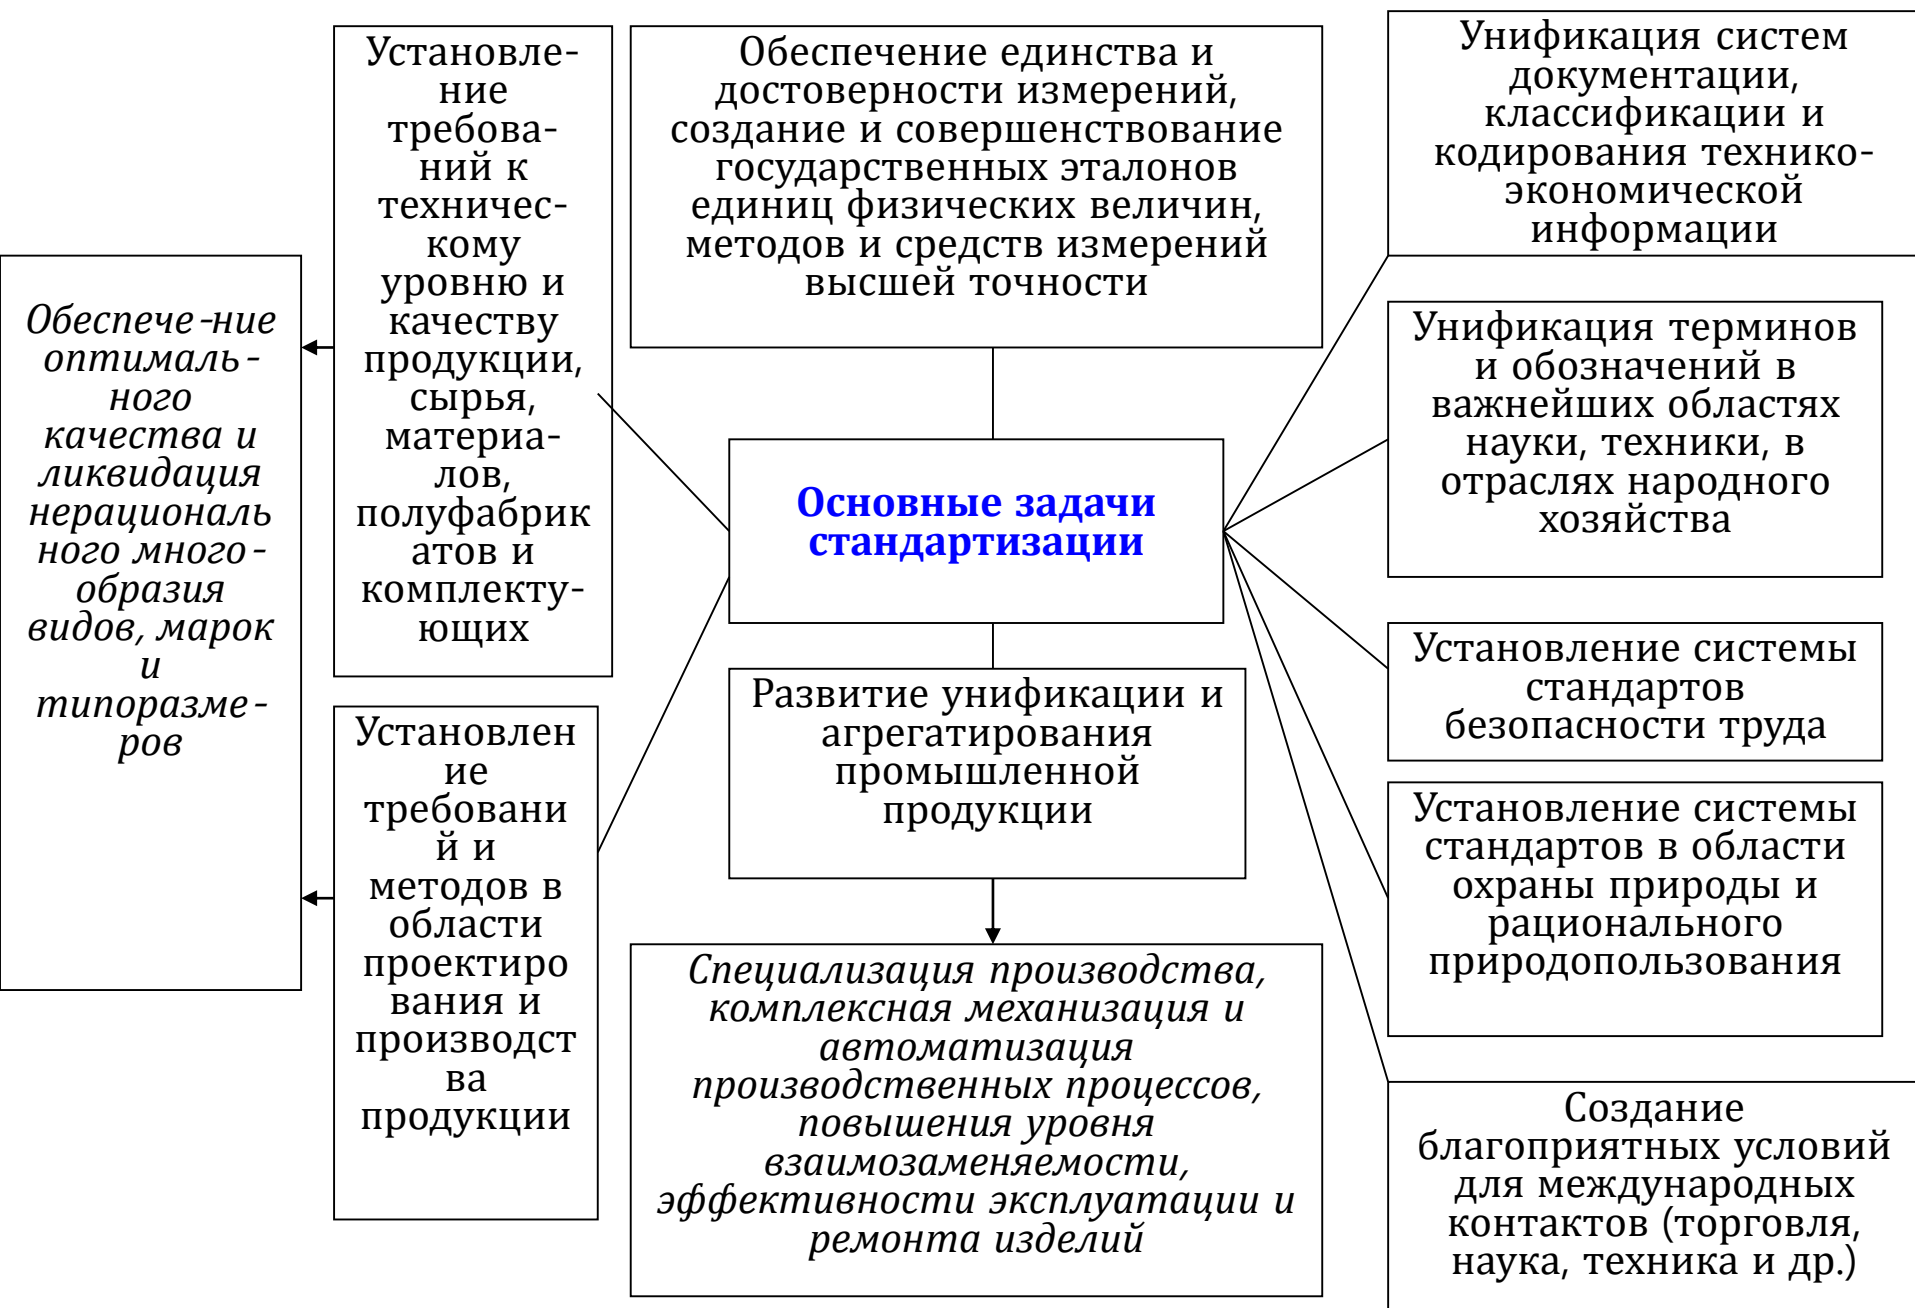 Установле-
ние
требова-
ний к
техничес-
кому
уровню и
качеству
продукции,
сырья,
материа-
лов,
полуфабрик
атов и
комплекту-
ющих
Обеспечение единства и
достоверности измерений,
создание и совершенствование
государственных эталонов
единиц физических величин,
методов и средств измерений
высшей точности
Унификация систем
документации,
классификации и
кодирования технико-
экономической
информации
Обеспече-ние
оптималь-
ного
качества и
ликвидация
нерациональ
ного много-
образия
видов, марок
и
типоразме-
ров
Унификация терминов
и обозначений в
важнейших областях
науки, техники, в
отраслях народного
хозяйства
Основные задачи
стандартизации
Установление системы
стандартов
безопасности труда
Установлен
ие
требовани
й и
методов в
области
проектиро
вания и
производст
ва
продукции
Развитие унификации и
агрегатирования
промышленной
продукции
Установление системы
стандартов в области
охраны природы и
рационального
природопользования
Специализация производства,
комплексная механизация и
автоматизация
производственных процессов,
повышения уровня
взаимозаменяемости,
эффективности эксплуатации и
ремонта изделий
Создание
благоприятных условий
для международных
контактов (торговля,
наука, техника и др.)